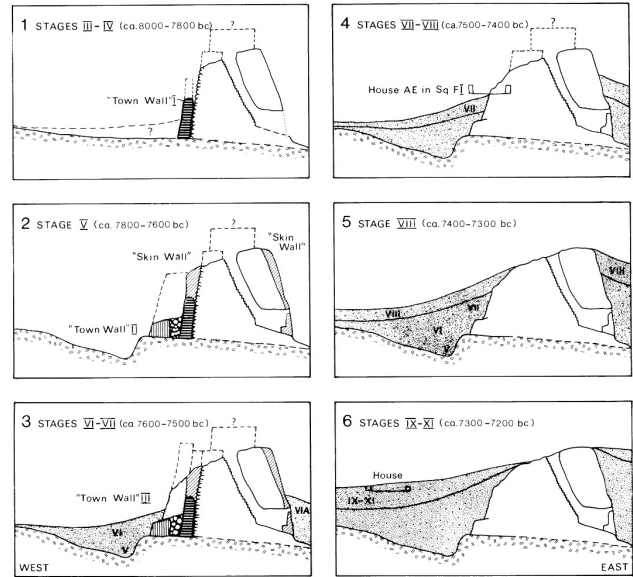 1 STAGES III-IV (ca.8000-7800 bc)
?
"Town Wall" I
?
2 STAGE V (ca.7800-7600 bc)
?
"Skin Wall"
"Skin Wall"
"Town Wall" II
3 STAGES VI-VII (ca.7600-7500 bc)
?
"Town Wall" III
VI
V
VIA
WEST
4 STAGES VII-VIII (ca.7500-7400 bc)
?
House AE in Sq FI
VII
5 STAGE VIII (ca.7400-7300 bc)
VIII
VIII
VII
VI
V
6 STAGES IX-XI (ca.7300-7200 bc)
House
IX-XI
EAST